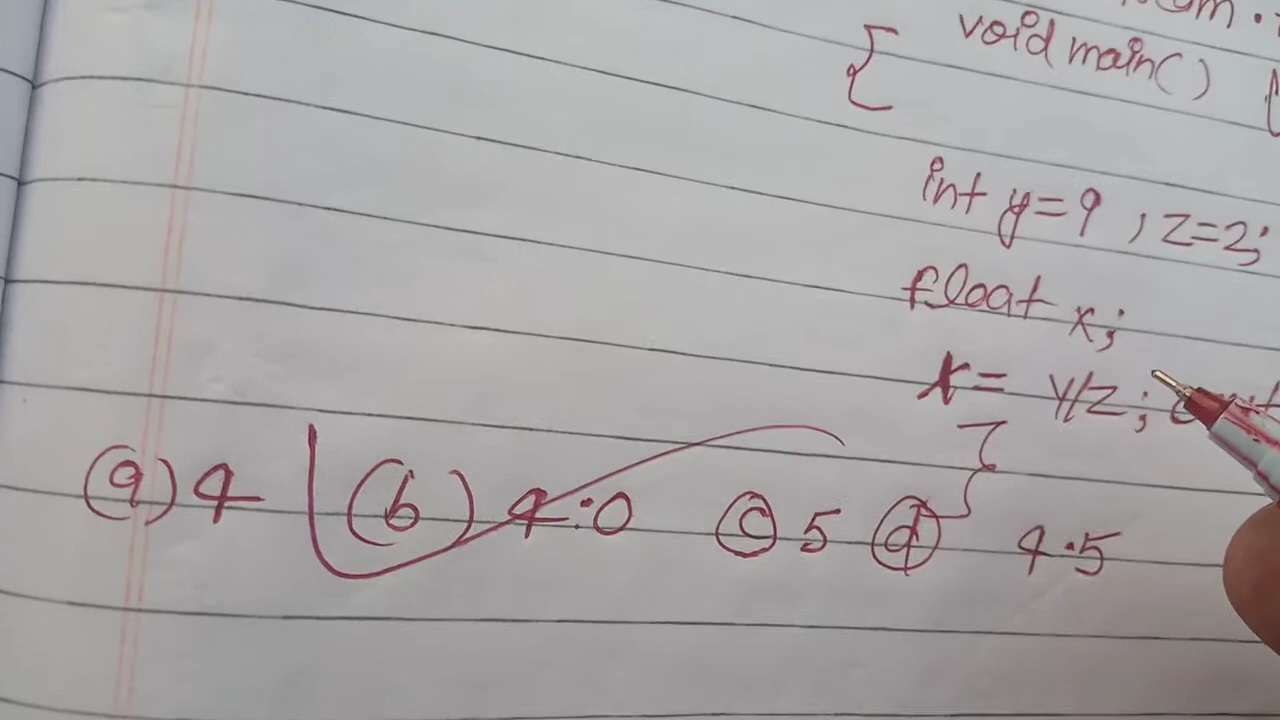 void main()
{
int y=9 , z=2;
float x;
x= y/z;
}
(a) 4 (b) 4.0 (c) 5 (d) 4.5